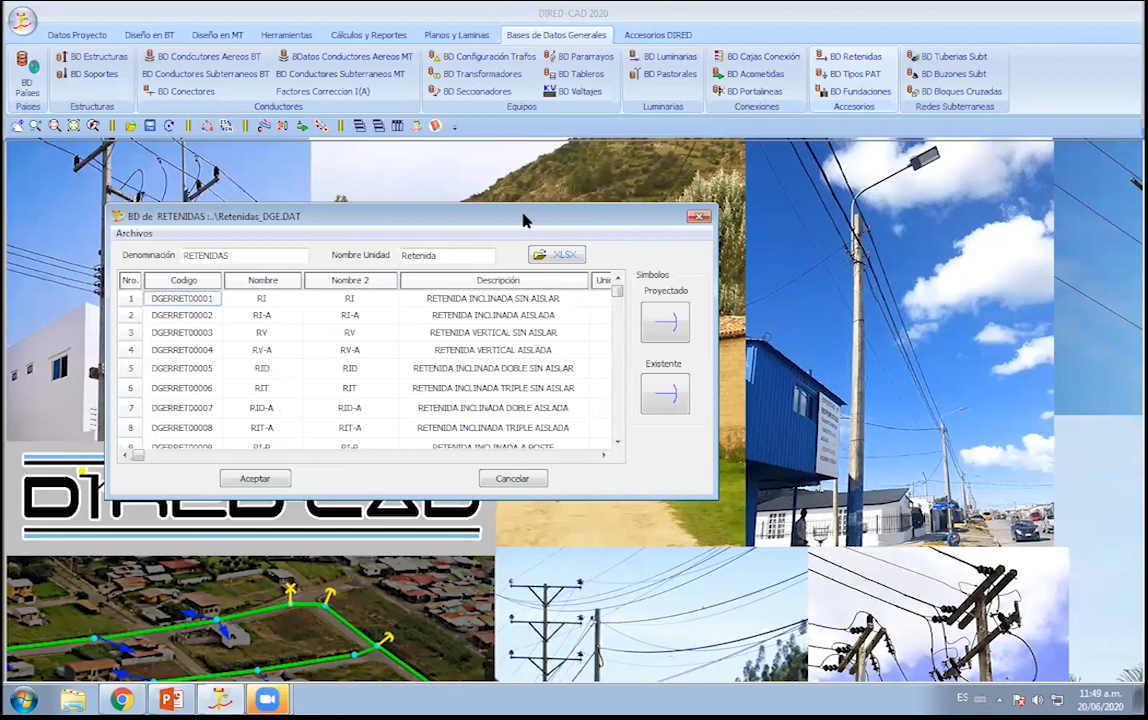 DIRED-CAD 2020
Datos Proyecto Diseño en BT Diseño en MT Herramientas Cálculos y Reportes Planos y Laminas Bases de Datos Generales Accesorios DIRED
BD Paises
BD Estructuras
BD Soportes
BD Condcutores Aereos BT
BDatos Conductores Aereos MT
BD Conductores Subterraneos BT
BD Conductores Subterraneos MT
BD Conectores
Factores Correccion I(A)
BD Configuración Trafos
BD Pararrayos
BD Transformadores
BD Tableros
BD Seccionadores
KV BD Voltajes
BD Luminarias
BD Pastorales
BD Cajas Conexión
BD Acometidas
BD Portalineas
BD Retenidas
BD Tipos PAT
BD Fundaciones
BD Tuberias Subt
BD Buzones Subt
BD Bloques Cruzadas
Paises Estructuras Conductores Equipos Luminarias Conexiones Accesorios Redes Subterraneas
BD de RETENIDAS :..\Retenidas_DGE.DAT
Archivos
Denominación RETENIDAS Nombre Unidad Retenida XLSX
Nro. Codigo Nombre Nombre 2 Descripción
1 DGERRET00001 RI RI RETENIDA INCLINADA SIN AISLAR
2 DGERRET00002 RI-A RI-A RETENIDA INCLINADA AISLADA
3 DGERRET00003 RV RV RETENIDA VERTICAL SIN AISLAR
4 DGERRET00004 RV-A RV-A RETENIDA VERTICAL AISLADA
5 DGERRET00005 RID RID RETENIDA INCLINADA DOBLE SIN AISLAR
6 DGERRET00006 RIT RIT RETENIDA INCLINADA TRIPLE SIN AISLAR
7 DGERRET00007 RID-A RID-A RETENIDA INCLINADA DOBLE AISLADA
8 DGERRET00008 RIT-A RIT-A RETENIDA INCLINADA TRIPLE AISLADA
Simbolos
Proyectado
Existente
Aceptar Cancelar
DIRED CAD
ES
11:49 a.m.
20/06/2020